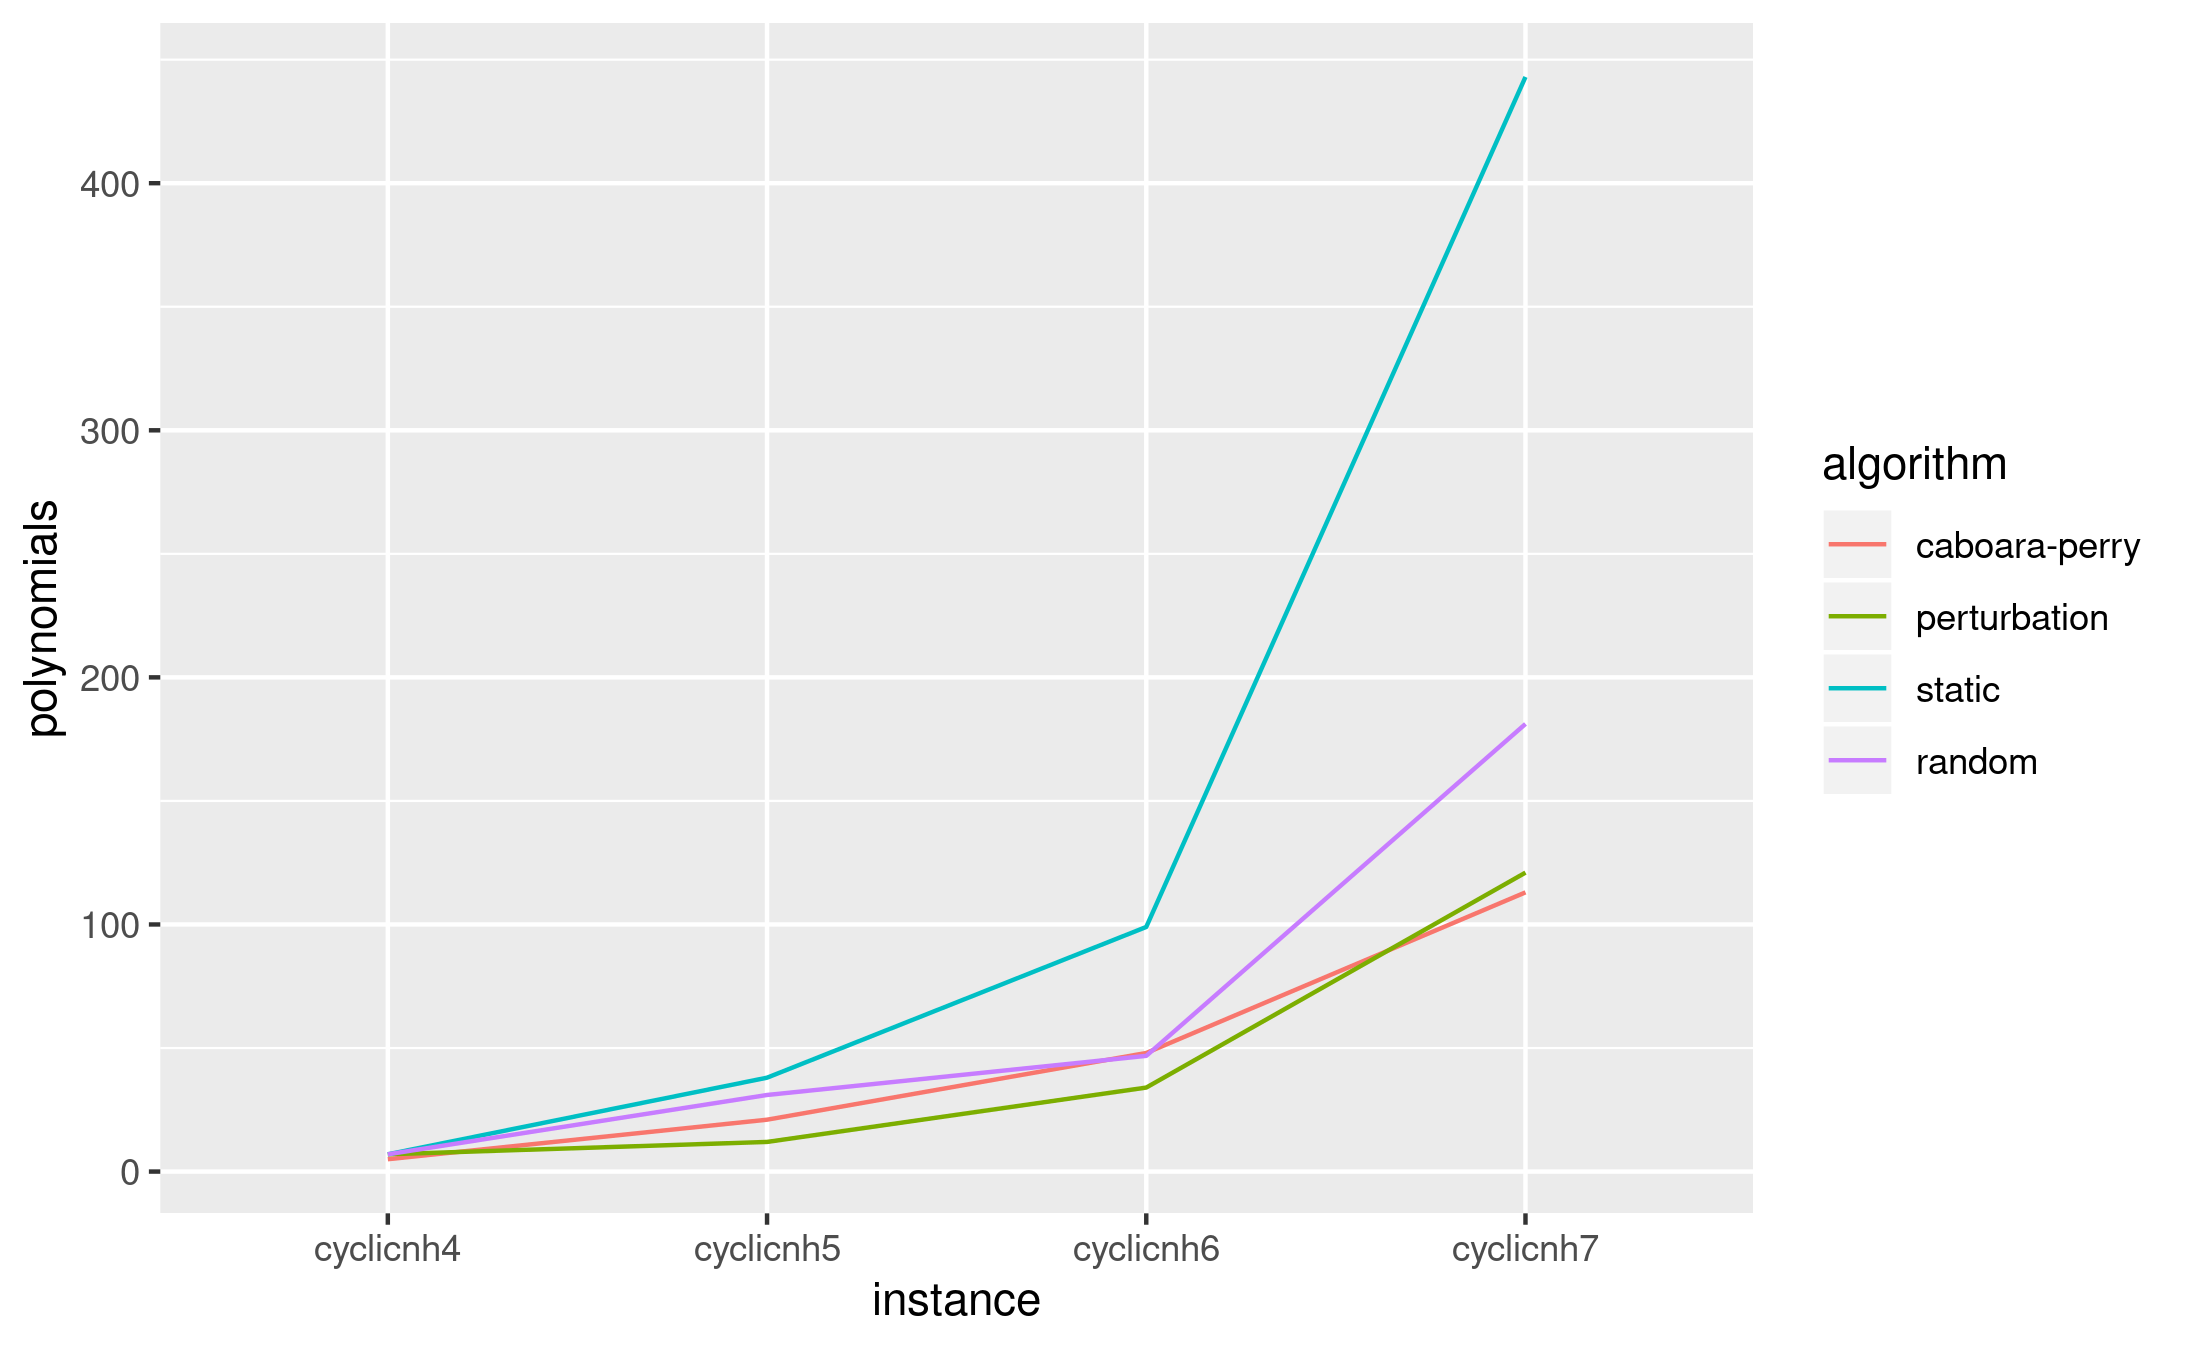 polynomials
400
300
200
100
0
cyclicnh4 cyclicnh5 cyclicnh6 cyclicnh7
instance
algorithm
caboara-perry
perturbation
static
random